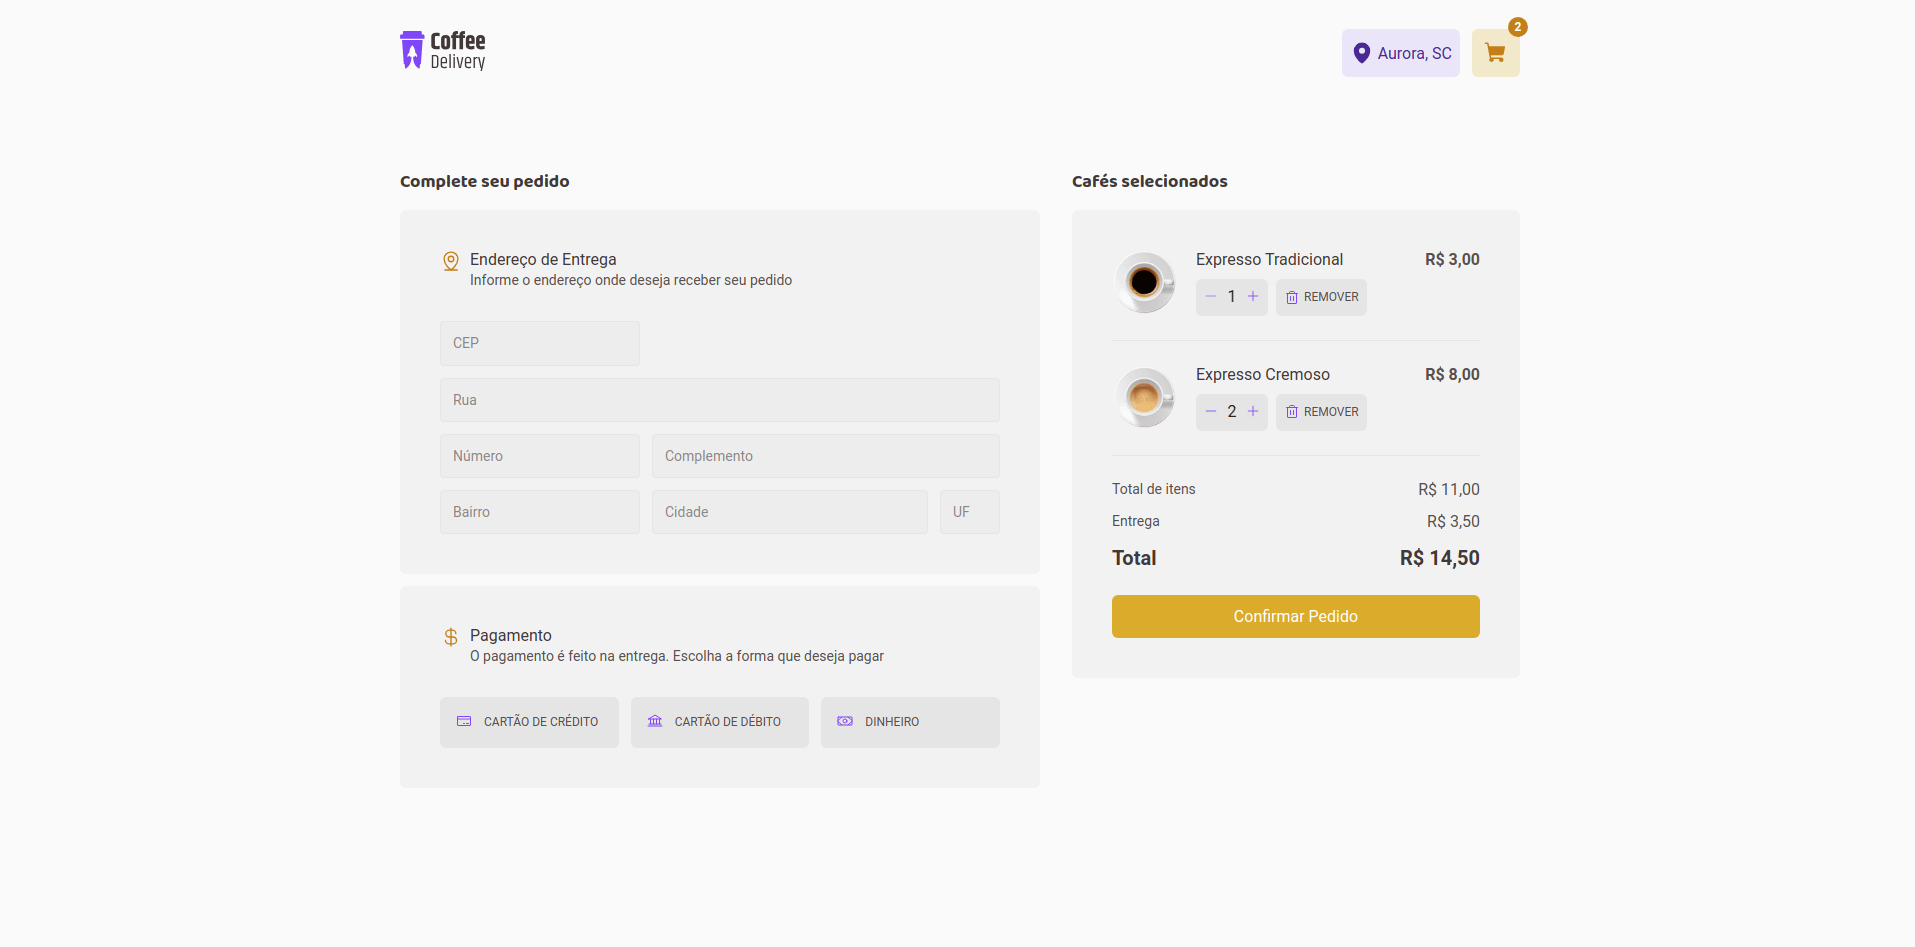 Coffee
Delivery
Aurora, SC
2
Complete seu pedido
Endereço de Entrega
Informe o endereço onde deseja receber seu pedido
CEP
Rua
Número
Complemento
Bairro
Cidade
UF
Pagamento
O pagamento é feito na entrega. Escolha a forma que deseja pagar
CARTÃO DE CRÉDITO
CARTÃO DE DÉBITO
DINHEIRO
Cafés selecionados
Expresso Tradicional
R$ 3,00
1
REMOVER
Expresso Cremoso
R$ 8,00
2
REMOVER
Total de itens
R$ 11,00
Entrega
R$ 3,50
Total
R$ 14,50
Confirmar Pedido